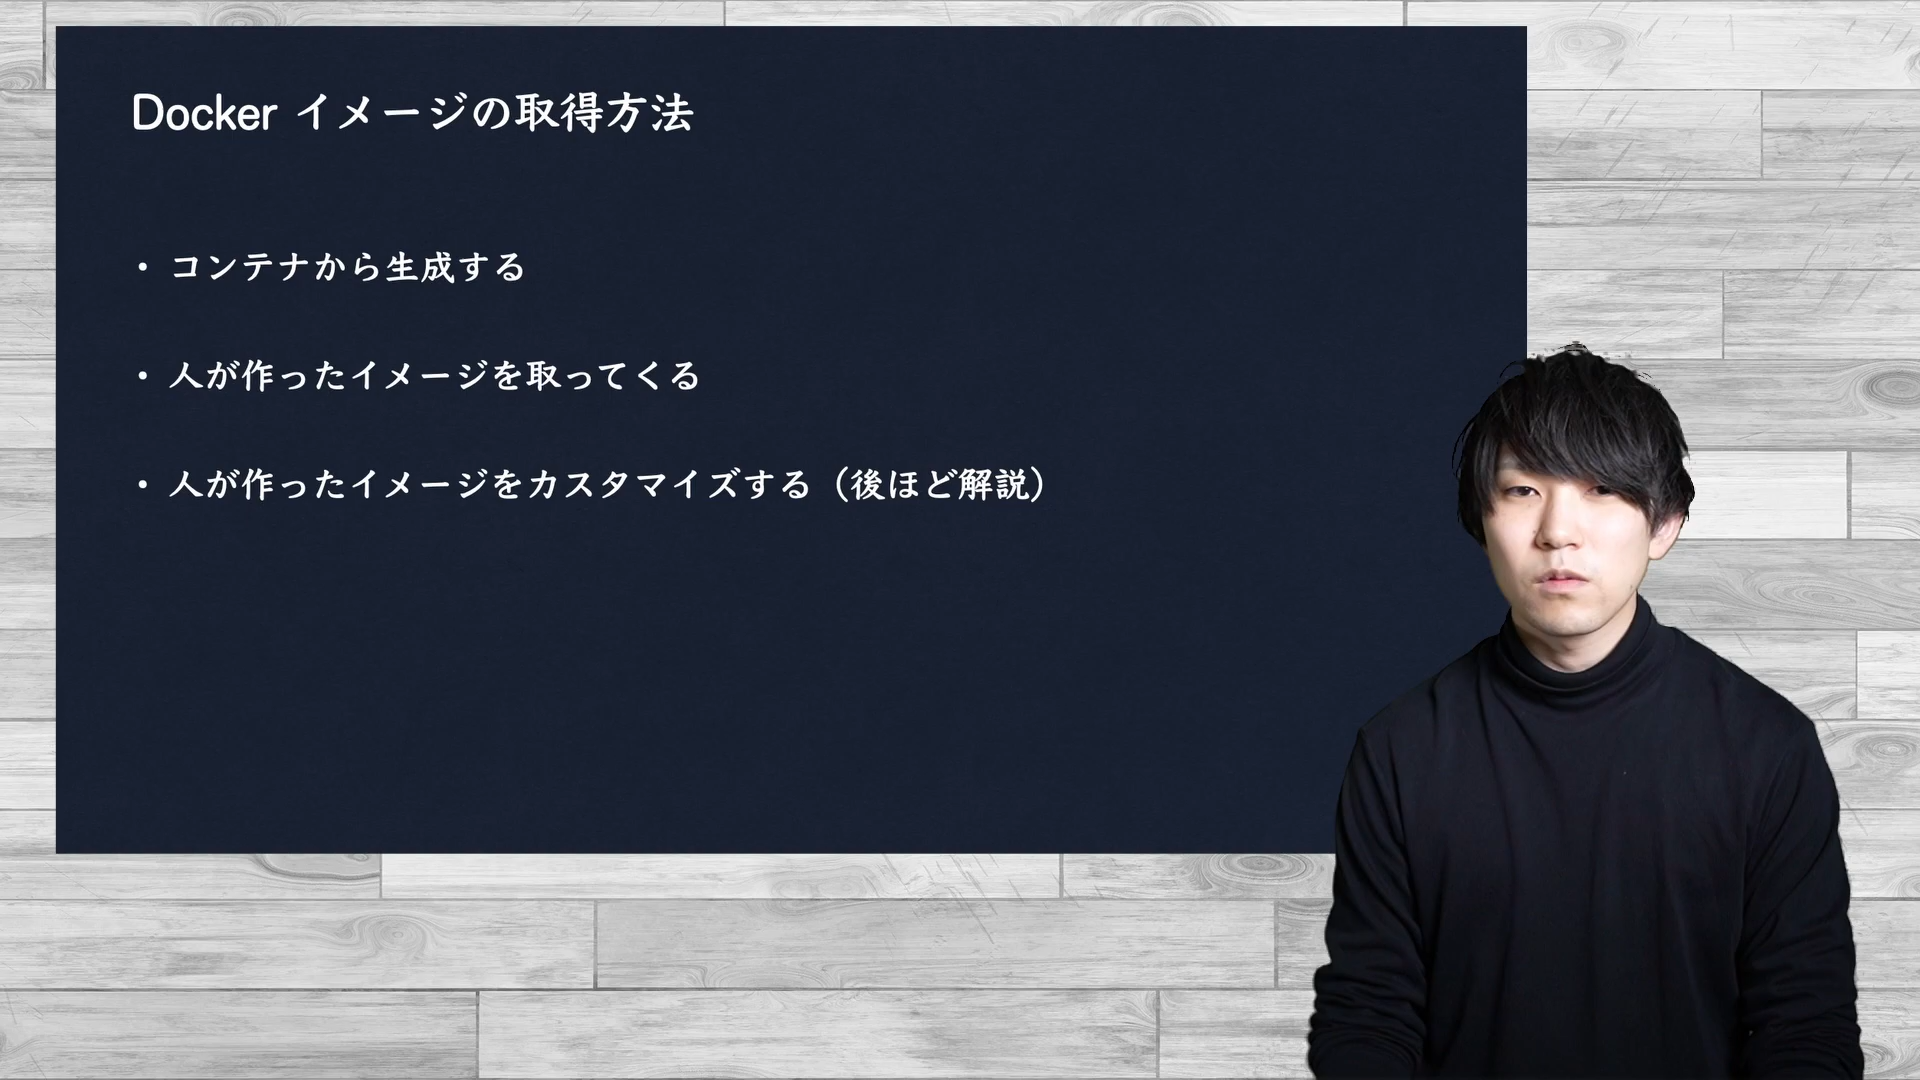 Docker イメージの取得方法
・コンテナから生成する
・人が作ったイメージを取ってくる
・人が作ったイメージをカスタマイズする（後ほど解説）